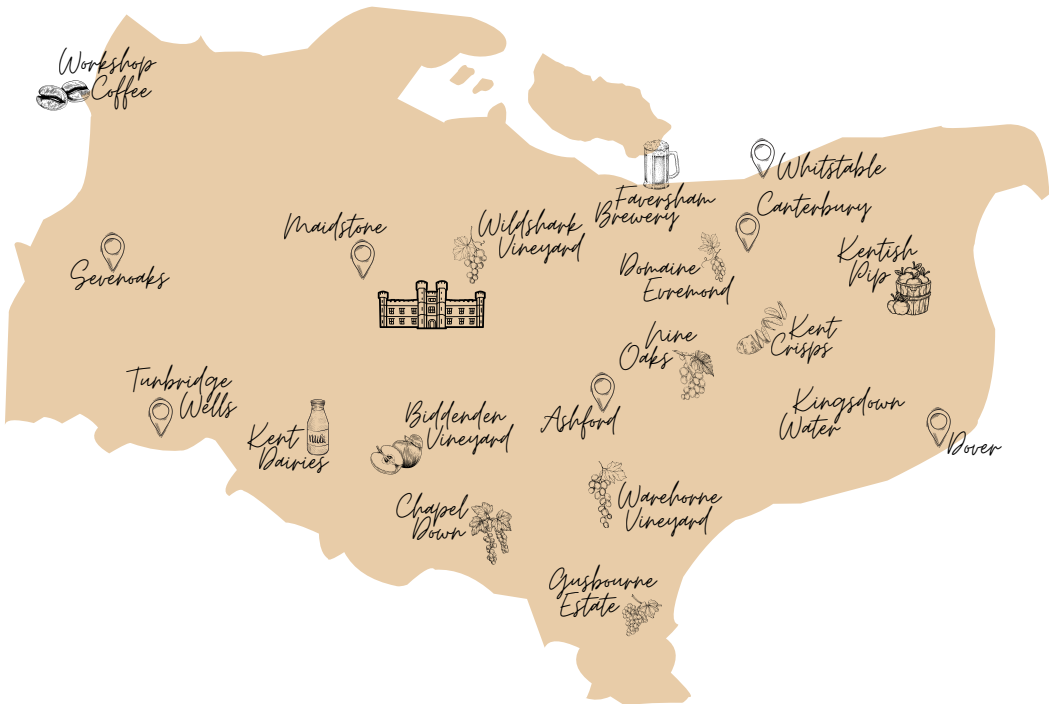 Workshop
Coffee
Whitstable
Faversham
Brewery
Canterbury
Maidstone
Wildshark
Vineyard
Kentish
Pip
Sevenoaks
Domaine
Evremond
Nine
Oaks
Kent
Crisps
Tunbridge
Wells
Kent
Dairies
Milk
Biddenden
Vineyard
Ashford
Kingsdown
Water
Dover
Chapel
Down
Warehorne
Vineyard
Gusbourne
Estate